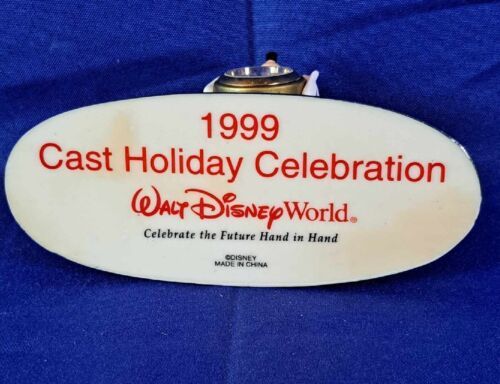 1999
Cast Holiday Celebration
Walt Disney World®
Celebrate the Future Hand in Hand
©DISNEY
MADE IN CHINA